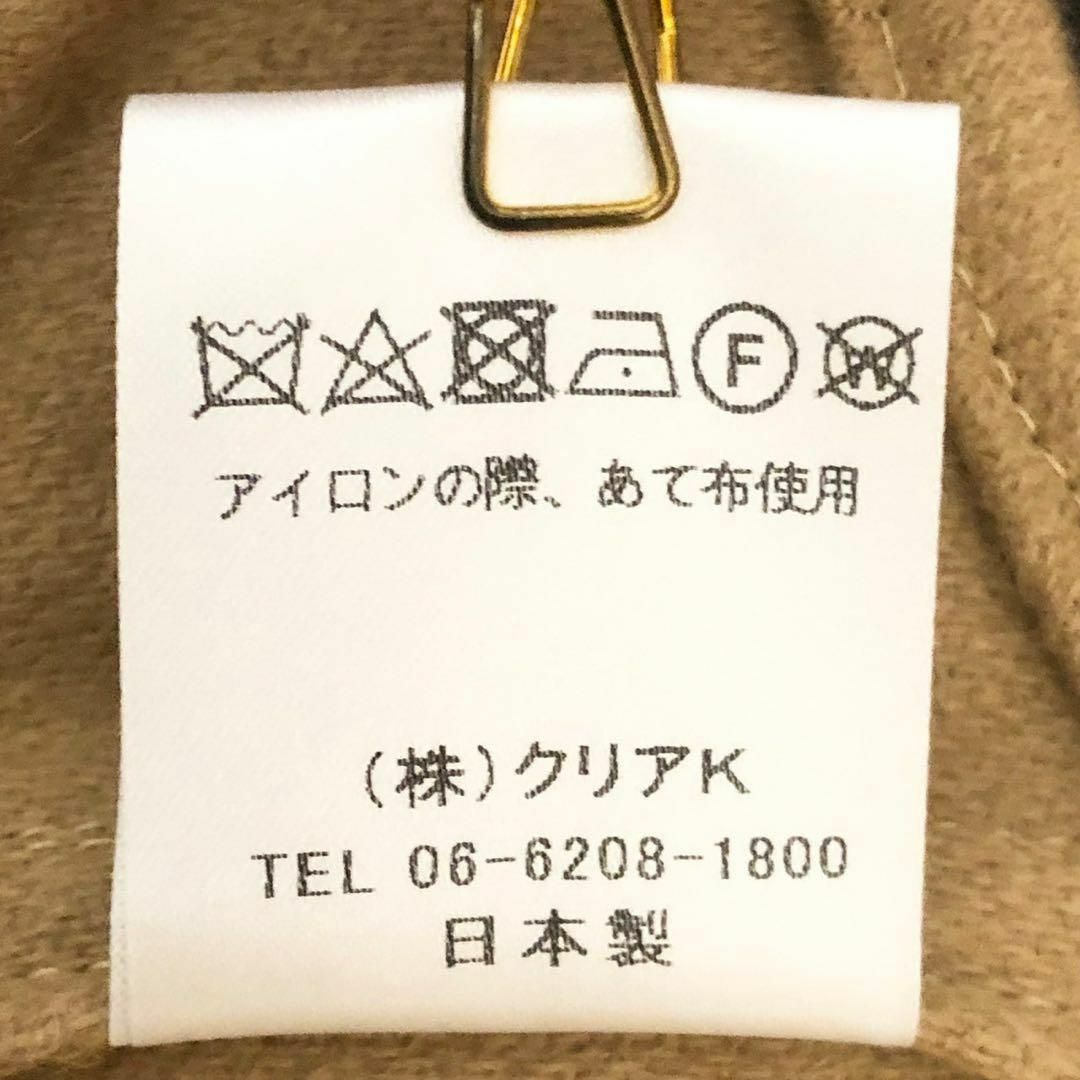 F W
アイロンの際、あて布使用
(株)クリアK
TEL 06-6208-1800
日本製